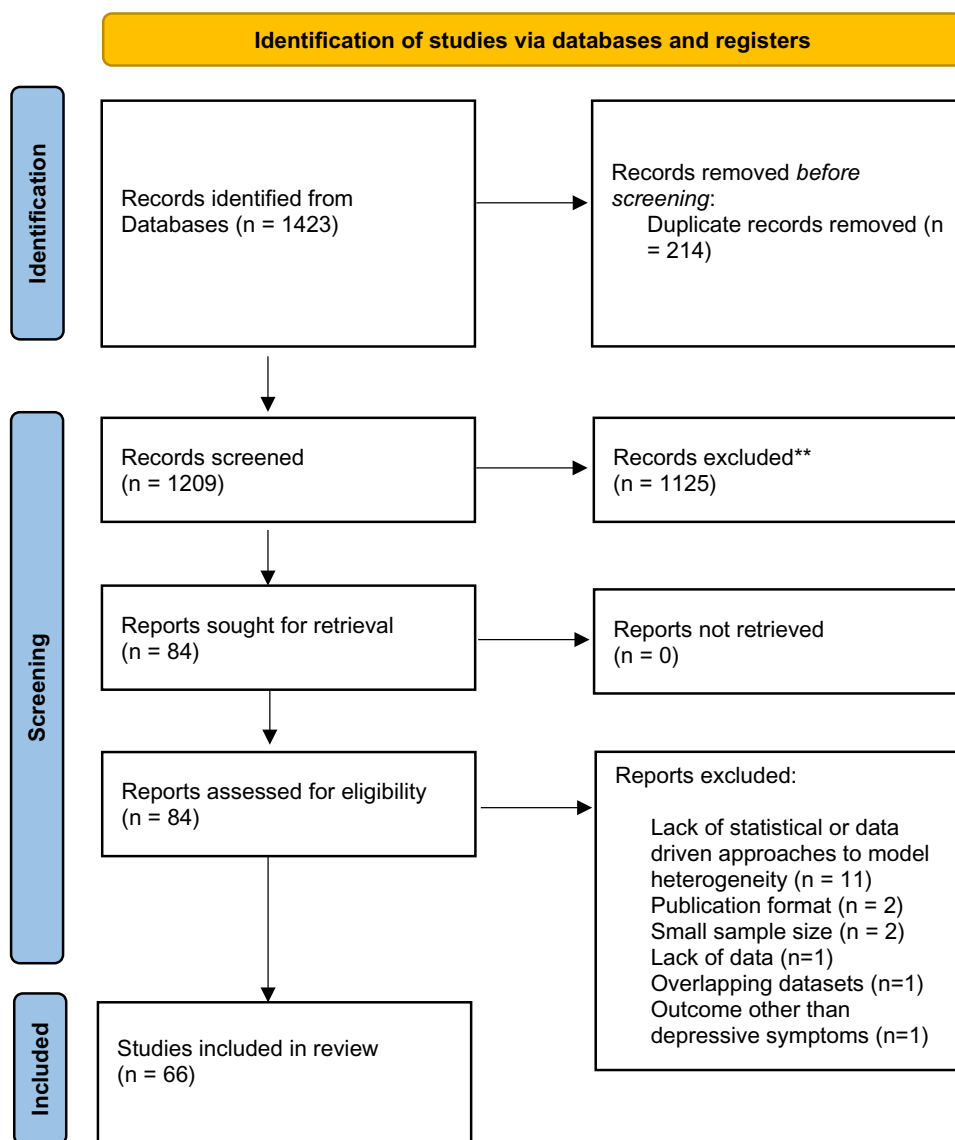 Identification of studies via databases and registers
Identification
Records identified from
Databases (n = 1423)
Records removed before
screening:
Duplicate records removed (n
= 214)
Screening
Records screened
(n = 1209)
Records excluded**
(n = 1125)
Reports sought for retrieval
(n = 84)
Reports not retrieved
(n = 0)
Reports assessed for eligibility
(n = 84)
Reports excluded:
Lack of statistical or data
driven approaches to model
heterogeneity (n = 11)
Publication format (n = 2)
Small sample size (n = 2)
Lack of data (n=1)
Overlapping datasets (n=1)
Outcome other than
depressive symptoms (n=1)
Included
Studies included in review
(n = 66)